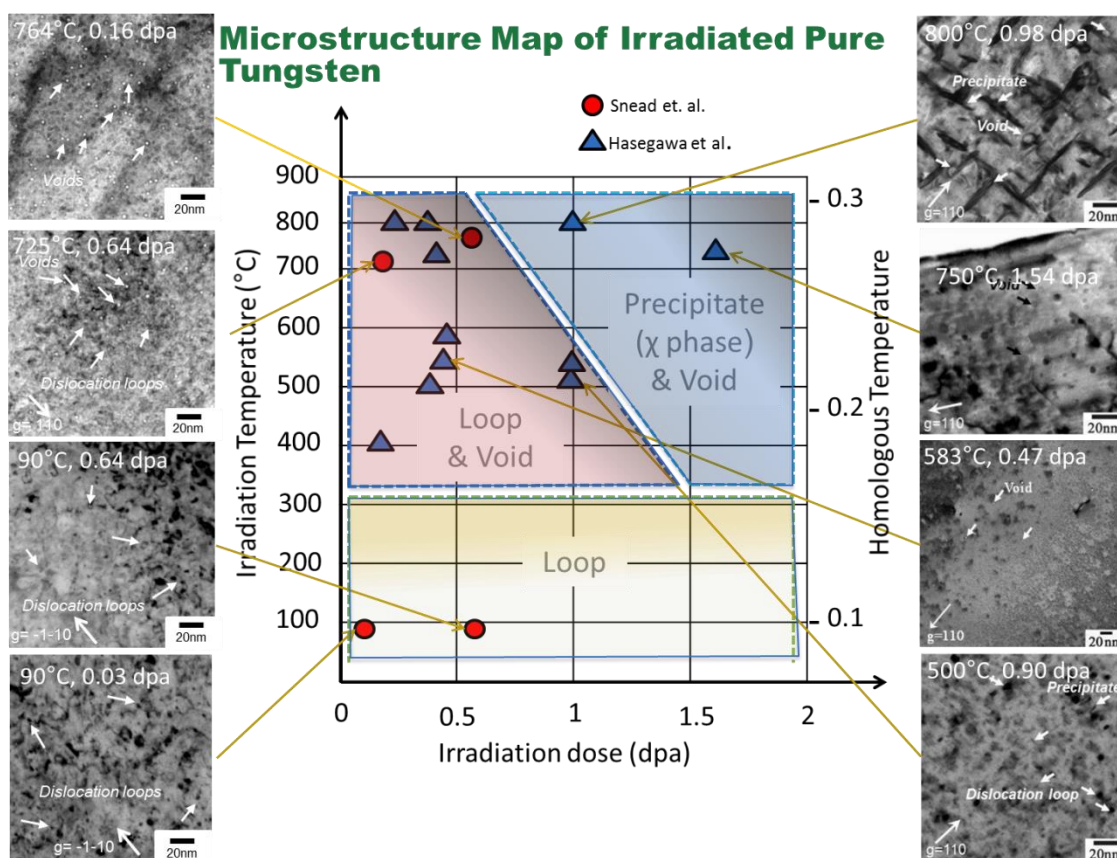 Microstructure Map of Irradiated Pure
Tungsten
764°C, 0.16 dpa
Voids
20nm
725°C, 0.64 dpa
Voids
Dislocation loops
g= 110
20nm
90°C, 0.64 dpa
Dislocation loops
g= -1-10
20nm
90°C, 0.03 dpa
Dislocation loops
g= -1-10
20nm
Snead et. al.
Hasegawa et al.
Irradiation Temperature (°C)
900
800
700
600
500
400
300
200
100
Loop
& Void
Precipitate
(χ phase)
& Void
Loop
0
0.5
1
1.5
2
Irradiation dose (dpa)
Homologous Temperature
- 0.3
- 0.2
- 0.1
800°C, 0.98 dpa
Precipitate
Void
g=110
20nm
750°C, 1.54 dpa
Void
g=110
20nm
583°C, 0.47 dpa
Void
g=110
20nm
500°C, 0.90 dpa
Precipitate
Dislocation loop
g=110
20nm